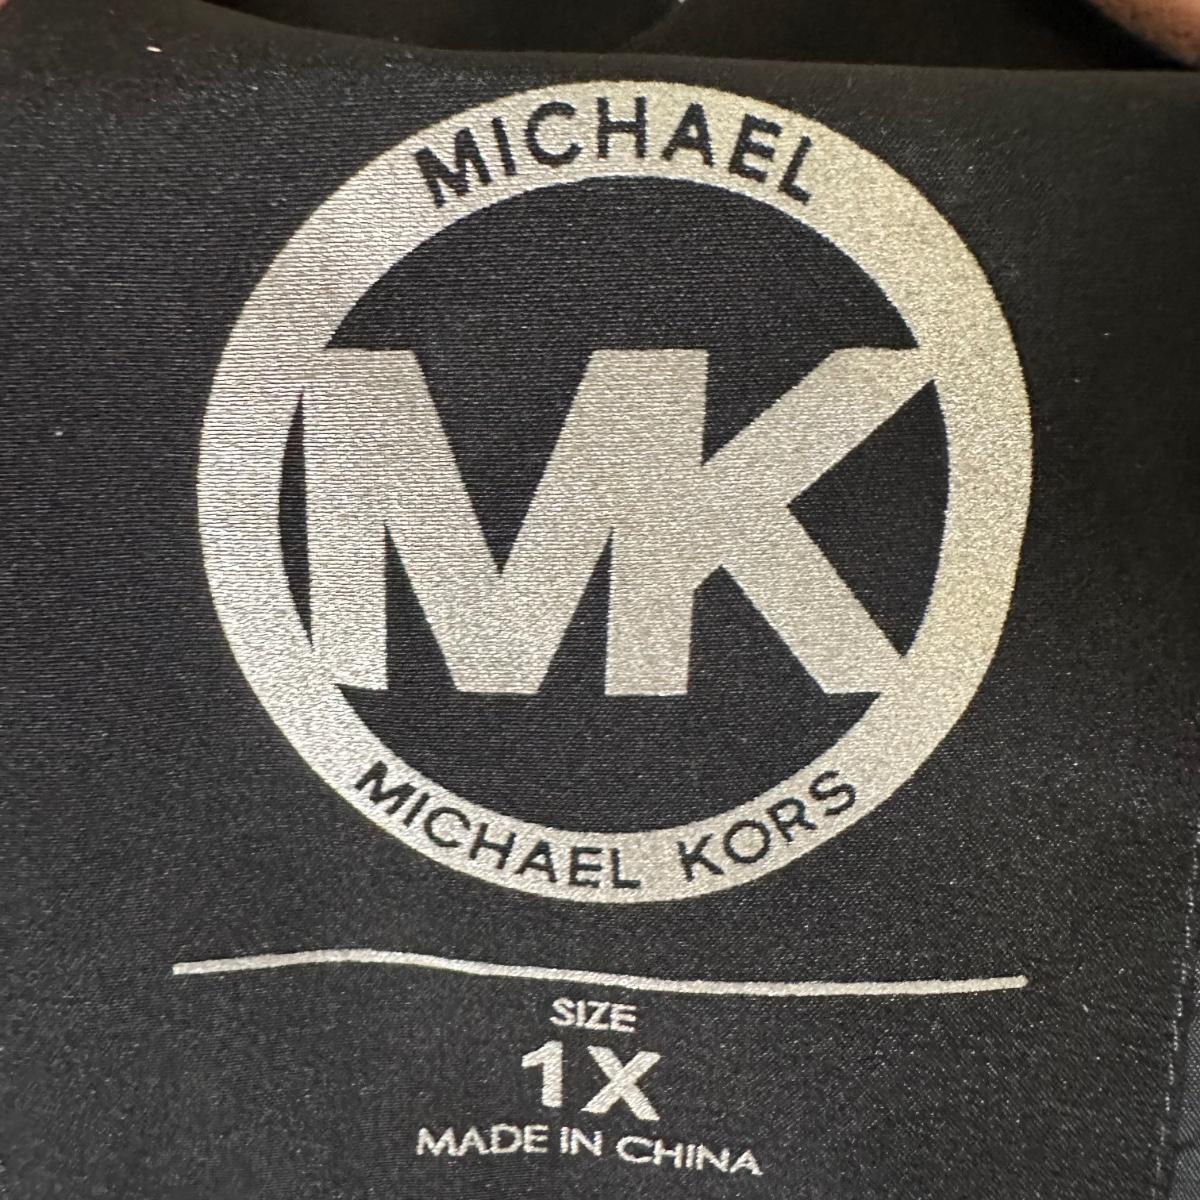 MICHAEL
MK
MICHAEL KORS
SIZE
1X
MADE IN CHINA